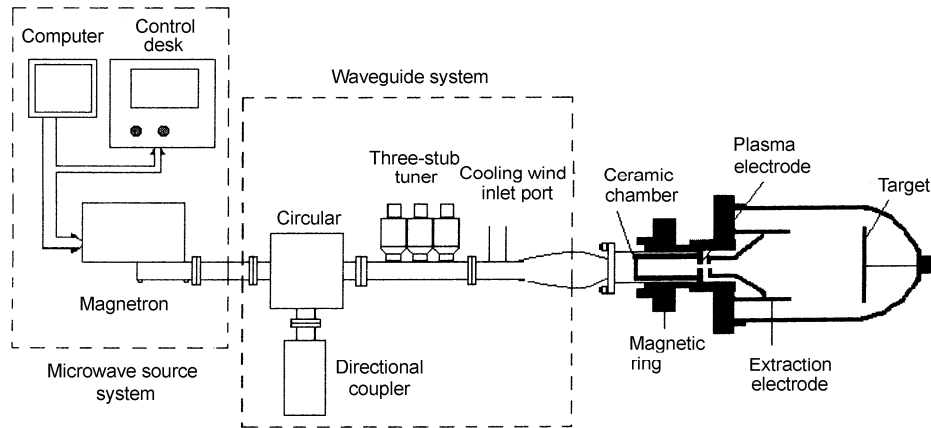 Computer
Control
desk
Magnetron
Microwave source
system
Waveguide system
Circular
Three-stub
tuner
Cooling wind
inlet port
Directional
coupler
Ceramic
chamber
Plasma
electrode
Target
Magnetic
ring
Extraction
electrode